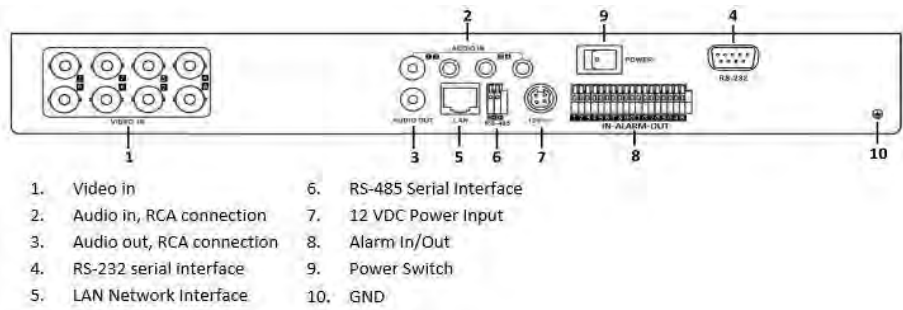 2 9 4
AUDIO IN
POWER
RS-232
VIDEO IN
AUDIO OUT LAN RS-485 12V IN-ALARM-OUT
1 3 5 6 7 8 10
1. Video in
2. Audio in, RCA connection
3. Audio out, RCA connection
4. RS-232 serial interface
5. LAN Network Interface
6. RS-485 Serial Interface
7. 12 VDC Power Input
8. Alarm In/Out
9. Power Switch
10. GND